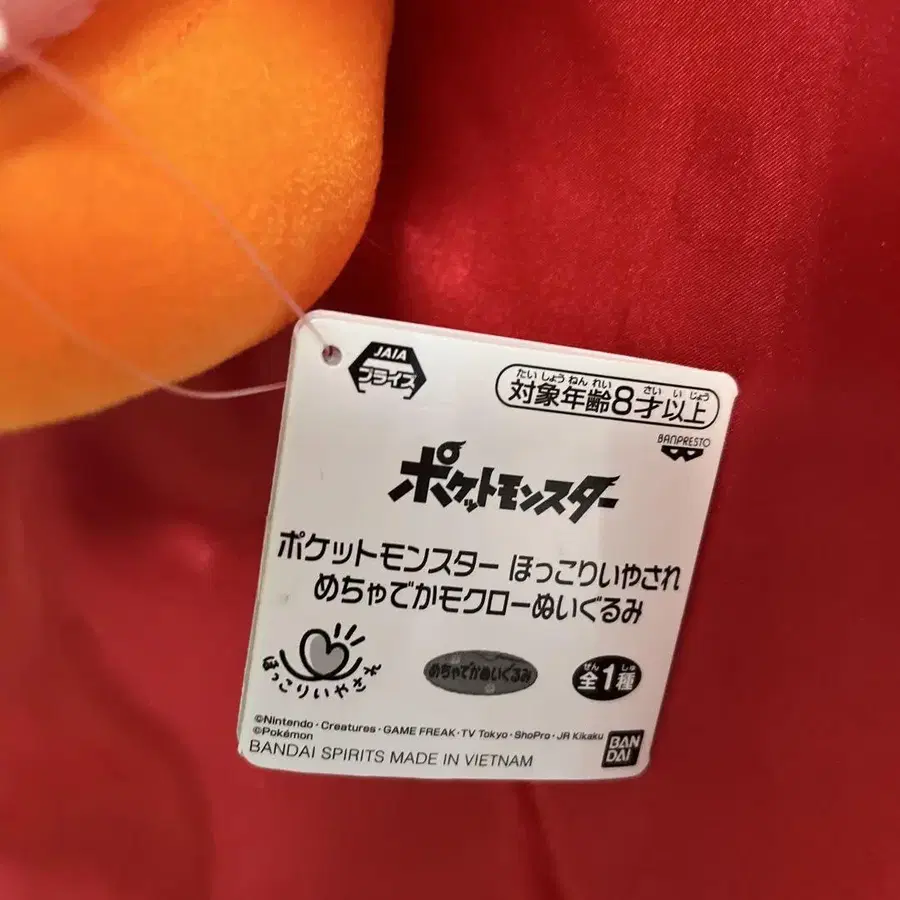 JAIA
プライズ
たいしょうねんれい さい いじょう
対象年齢8才以上
BANPRESTO
ポケットモンスター
ポケットモンスター ほっこりいやされ
めちゃでかモクローぬいぐるみ
ほっこりいやされ
めちゃでかぬいぐるみ
ぜん しゅ
全1種
©Nintendo・Creatures・GAME FREAK・TV Tokyo・ShoPro・JR Kikaku
©Pokémon
BANDAI SPIRITS MADE IN VIETNAM
BAN
DAI